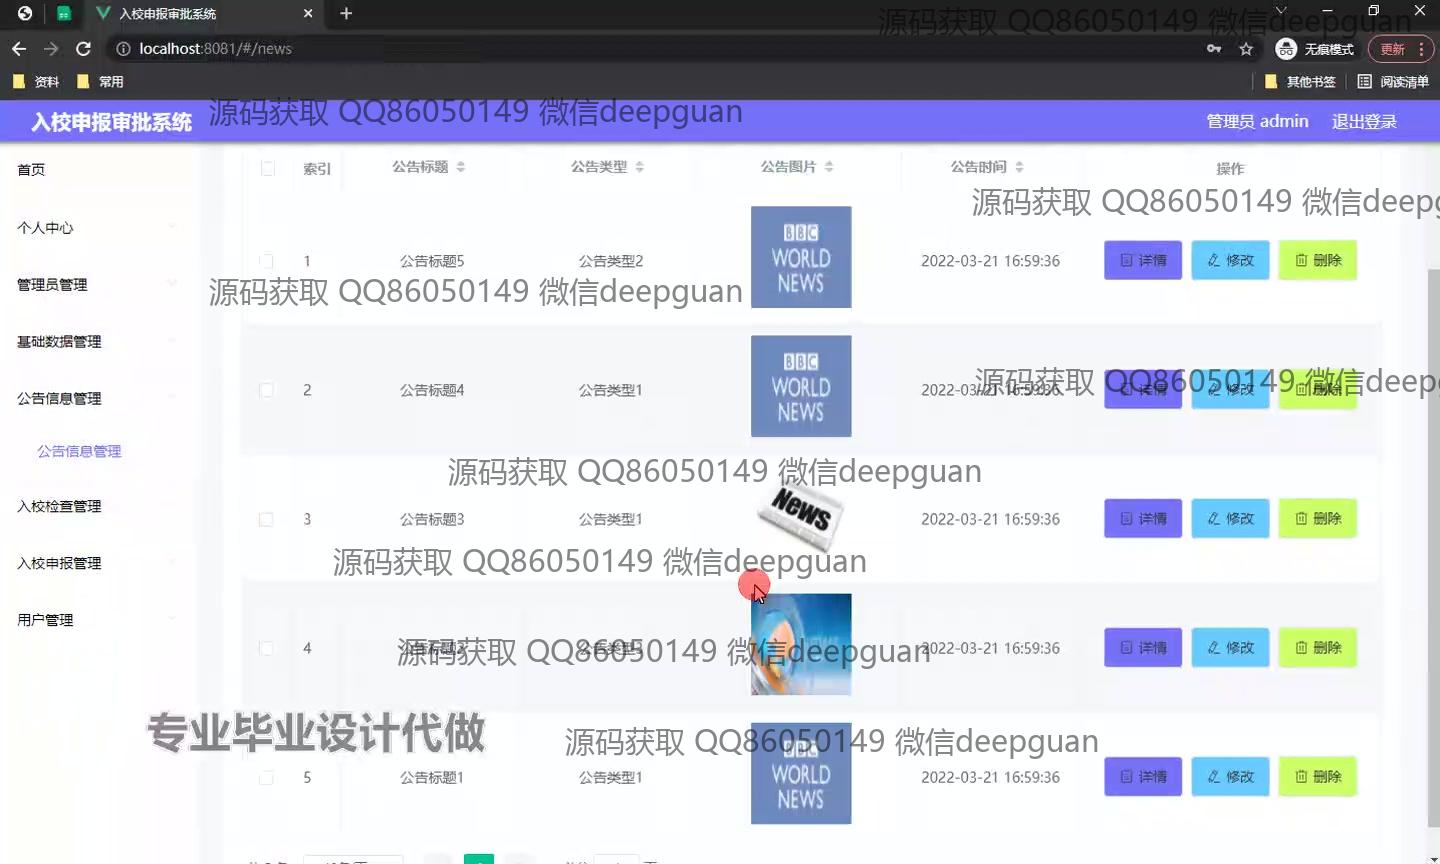 入校申报审批系统
源码获取 QQ86050149 微信deepguan
localhost:8081/#/news
无痕模式
更新
资料
常用
其他书签
阅读清单
入校申报审批系统
源码获取 QQ86050149 微信deepguan
管理员 admin
退出登录
首页
个人中心
管理员管理
基础数据管理
公告信息管理
公告信息管理
入校检查管理
入校申报管理
用户管理
索引 公告标题 公告类型 公告图片 公告时间 操作
源码获取 QQ86050149 微信deepg
1 公告标题5 公告类型2 BBC WORLD NEWS 2022-03-21 16:59:36 详情 修改 删除
源码获取 QQ86050149 微信deepguan
2 公告标题4 公告类型1 BBC WORLD NEWS 2022-03-21 16:59:36 详情 修改 删除
源码获取 QQ86050149 微信deep
源码获取 QQ86050149 微信deepguan
3 公告标题3 公告类型1 News 2022-03-21 16:59:36 详情 修改 删除
源码获取 QQ86050149 微信deepguan
4 2022-03-21 16:59:36 详情 修改 删除
源码获取 QQ86050149 微信deepguan
专业毕业设计代做
源码获取 QQ86050149 微信deepguan
5 公告标题1 公告类型1 BBC WORLD NEWS 2022-03-21 16:59:36 详情 修改 删除